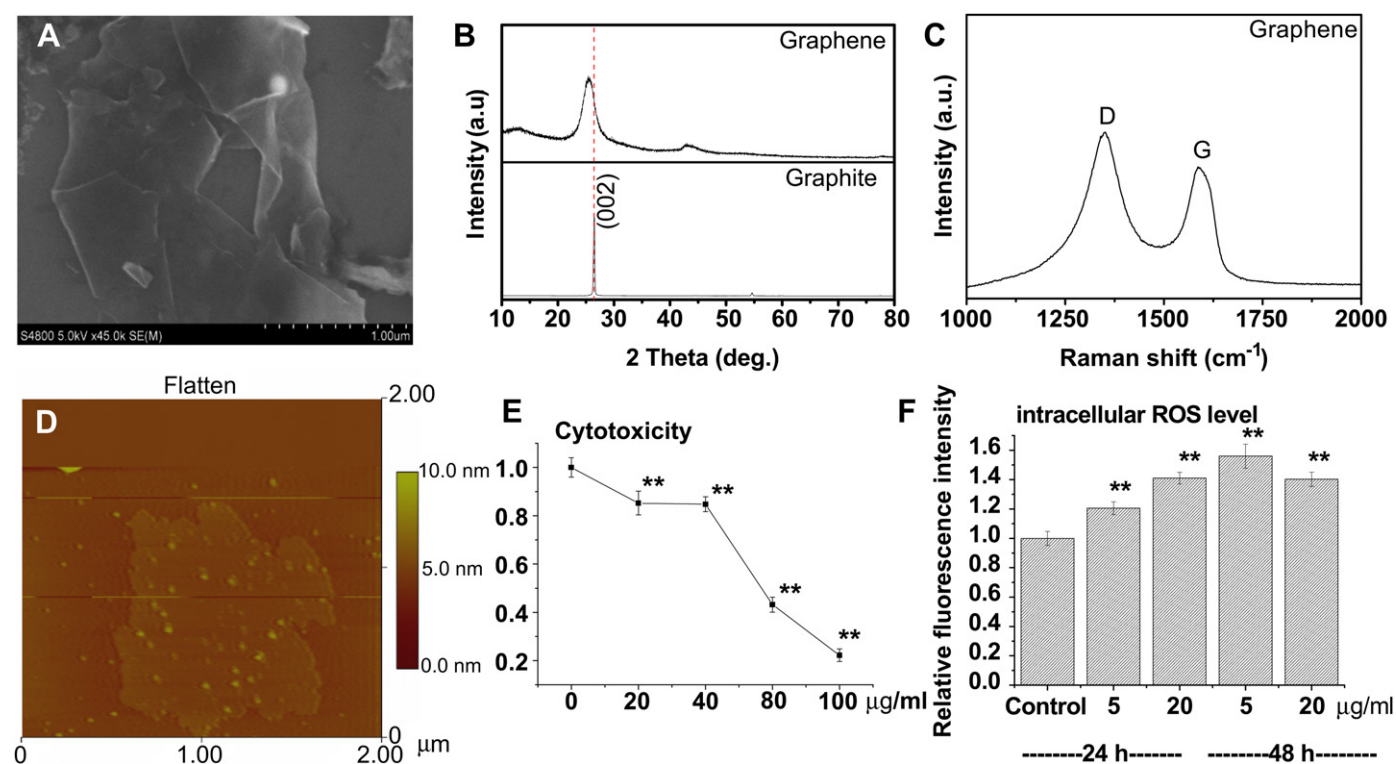 A
S4800 5.0kV x45.0k SE(M) 1.00um
B
Graphene
Graphite
(002)
Intensity (a.u)
10 20 30 40 50 60 70 80
2 Theta (deg.)
C
Graphene
D
G
Intensity (a.u.)
1000 1250 1500 1750 2000
Raman shift (cm-1)
Flatten
D
2.00
10.0 nm
5.0 nm
0.0 nm
0
0 1.00 2.00
μm
E
Cytotoxicity
1.0
0.8
0.6
0.4
0.2
**
**
**
**
0 20 40 80 100 μg/ml
F
intracellular ROS level
Relative fluorescence intensity
1.6
1.4
1.2
1.0
0.8
0.6
0.4
0.2
0.0
**
**
**
**
Control 5 20 5 20 μg/ml
--------24 h------- --------48 h---------